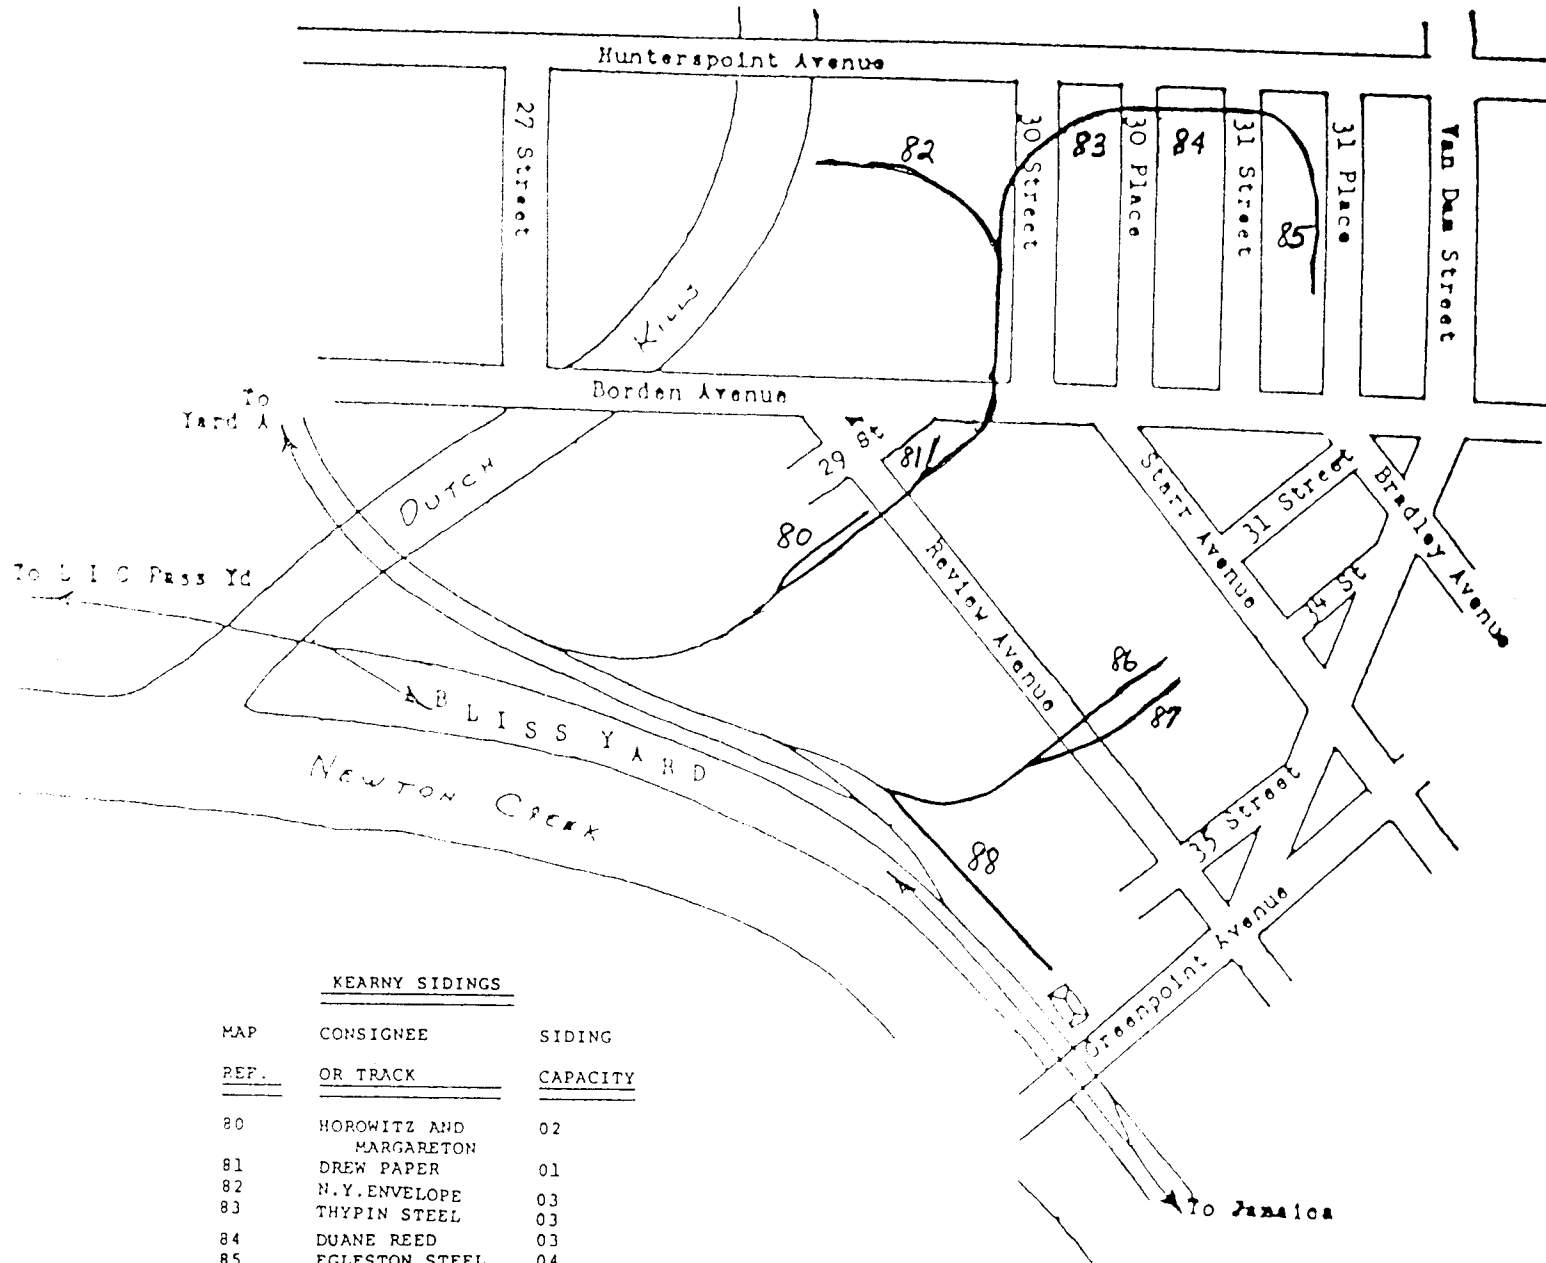 Hunterspoint Avenue
27 Street
82
30 Street
83
30 Place
84
31 Street
85
31 Place
Van Dam Street
Kills
Borden Avenue
To
Yard A
29 St
81
Dutch
80
Starr Avenue
31 Street
Bradley Avenue
34 St
To L I C Pass Yd
Review Avenue
86
87
BLISS YARD
Newton Creek
88
35 Street
Greenpoint Avenue
To Jamaica
KEARNY SIDINGS
MAP CONSIGNEE SIDING
REF. OR TRACK CAPACITY
80 HOROWITZ AND 02
MARGARETON
81 DREW PAPER 01
82 N.Y.ENVELOPE 03
83 THYPIN STEEL 03
84 DUANE REED 03
85 EGLESTON STEEL 04